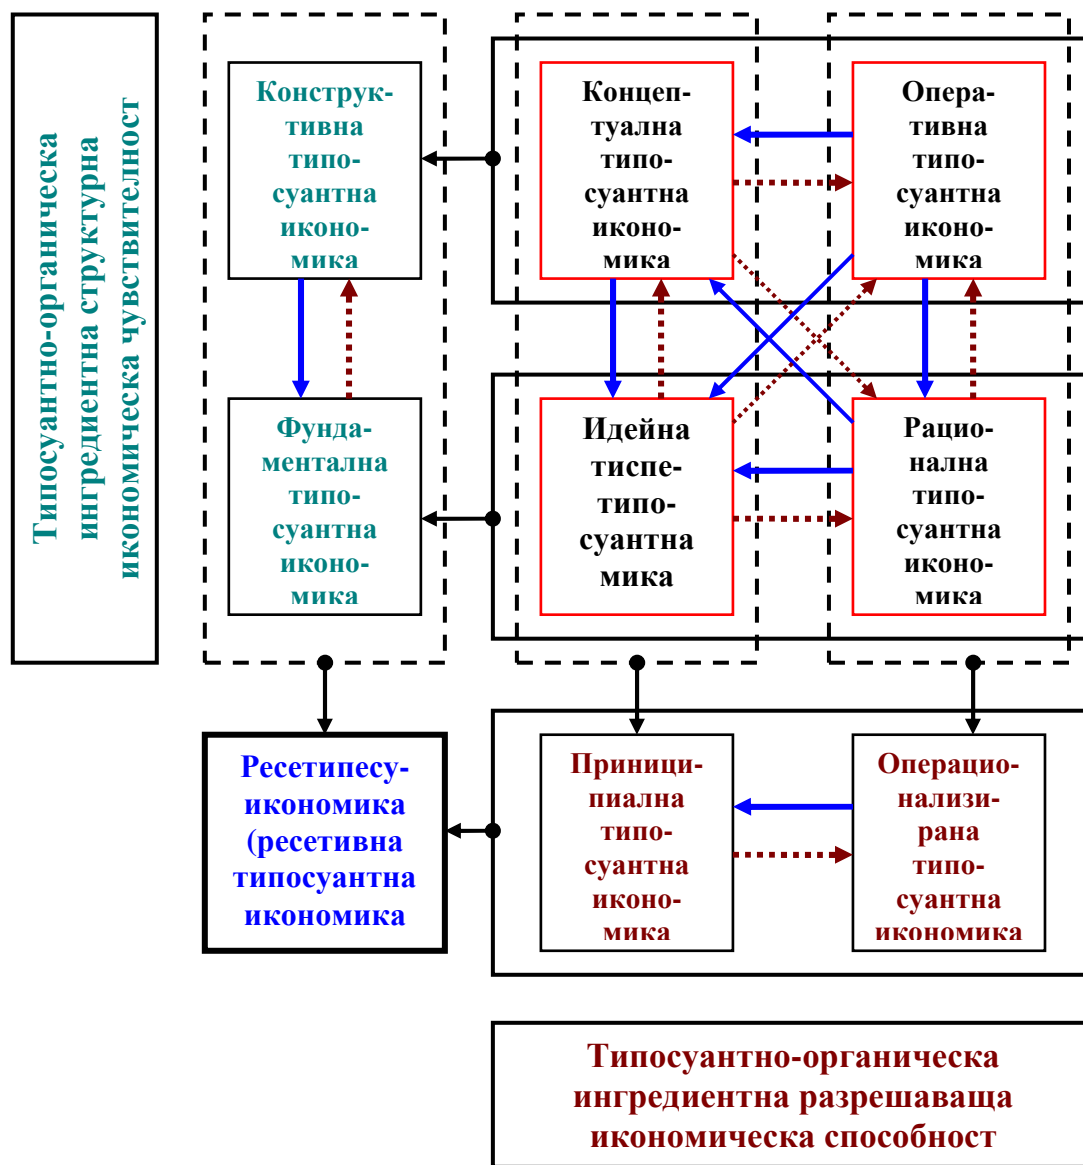 Типосуантно-органическа
ингредиентна структурна
икономическа чувствителност
Конструк-
тивна
типо-
суантна
иконо-
мика
Концеп-
туална
типо-
суантна
иконо-
мика
Опера-
тивна
типо-
суантна
иконо-
мика
Фунда-
ментална
типо-
суантна
иконо-
мика
Идейна
тиспе-
типо-
суантна
мика
Рацио-
нална
типо-
суантна
иконо-
мика
Ресетипесу-
икономика
(ресетивна
типосуантна
икономика
Приници-
пиална
типо-
суантна
иконо-
мика
Операцио-
нализи-
рана
типо-
суантна
икономика
Типосуантно-органическа
ингредиентна разрешаваща
икономическа способност